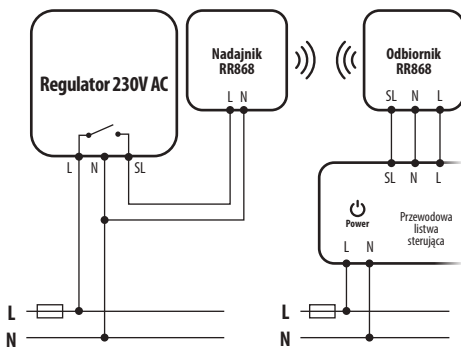 Regulator 230V AC
L N SL
Nadajnik
RR868
L N
Odbiornik
RR868
SL N L
SL N L
Power
Przewodowa
listwa
sterująca
L N
L
N
L
N